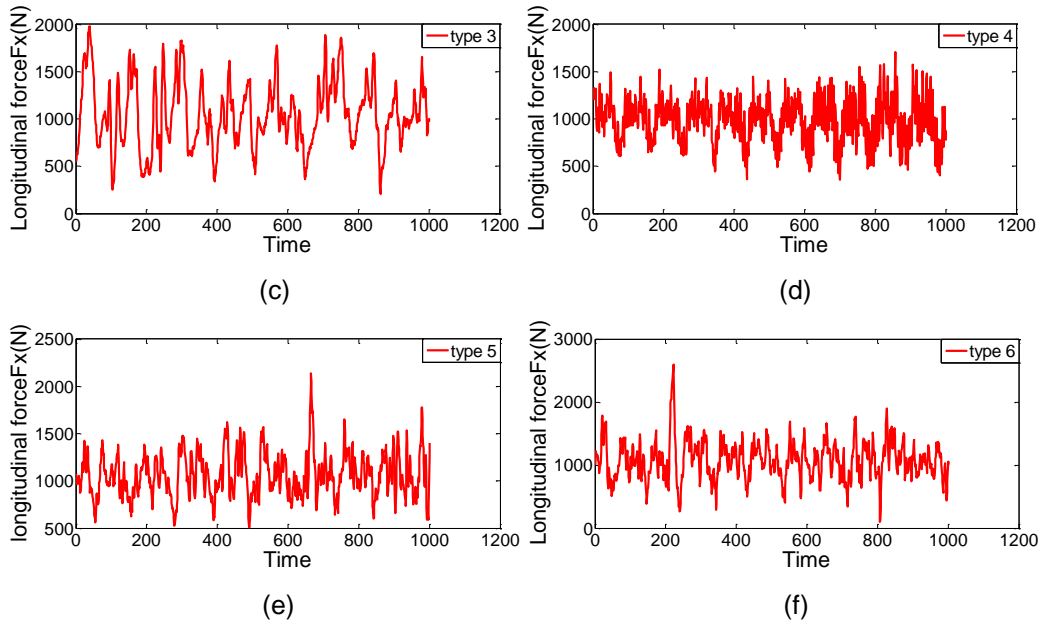 Longitudinal forceFx(N)
2000
1500
1000
500
0
type 3
0 200 400 600 800 1000 1200
Time
(c)
Longitudinal forceFx(N)
2000
1500
1000
500
0
type 4
0 200 400 600 800 1000 1200
Time
(d)
longitudinal forceFx(N)
2500
2000
1500
1000
500
type 5
0 200 400 600 800 1000 1200
Time
(e)
Longitudinal forceFx(N)
3000
2000
1000
0
type 6
0 200 400 600 800 1000 1200
Time
(f)